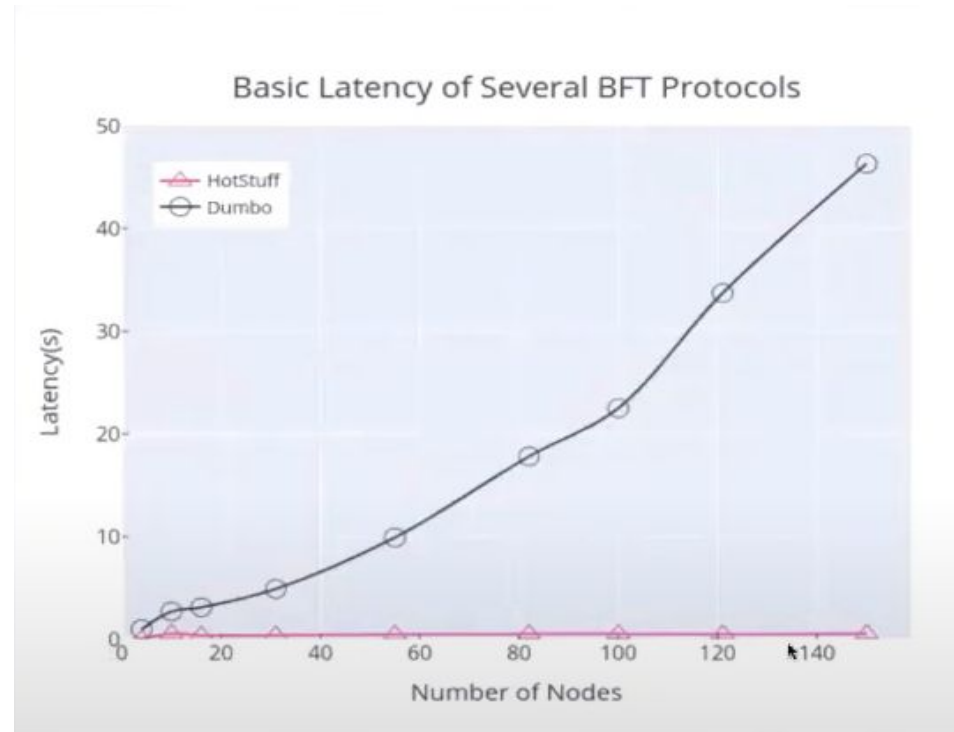 Basic Latency of Several BFT Protocols
50
HotStuff
Dumbo
40
30
20
10
0
Latency(s)
0 20 40 60 80 100 120 140
Number of Nodes